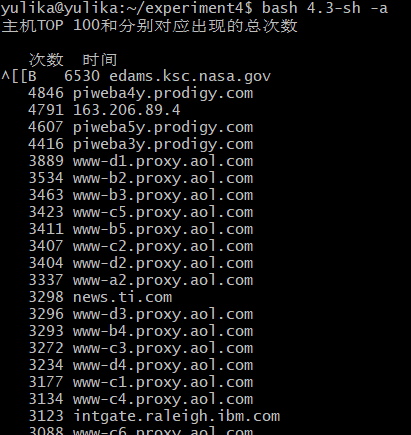 yulika@yulika:~/experiment4$ bash 4.3-sh -a
主机TOP 100和分别对应出现的总次数
次数 时间
^[[B 6530 edams.ksc.nasa.gov
4846 piweba4y.prodigy.com
4791 163.206.89.4
4607 piweba5y.prodigy.com
4416 piweba3y.prodigy.com
3889 www-d1.proxy.aol.com
3534 www-b2.proxy.aol.com
3463 www-b3.proxy.aol.com
3423 www-c5.proxy.aol.com
3411 www-b5.proxy.aol.com
3407 www-c2.proxy.aol.com
3404 www-d2.proxy.aol.com
3337 www-a2.proxy.aol.com
3298 news.ti.com
3296 www-d3.proxy.aol.com
3293 www-b4.proxy.aol.com
3272 www-c3.proxy.aol.com
3234 www-d4.proxy.aol.com
3177 www-c1.proxy.aol.com
3134 www-c4.proxy.aol.com
3123 intgate.raleigh.ibm.com
3088 www-c6.proxy.aol.com